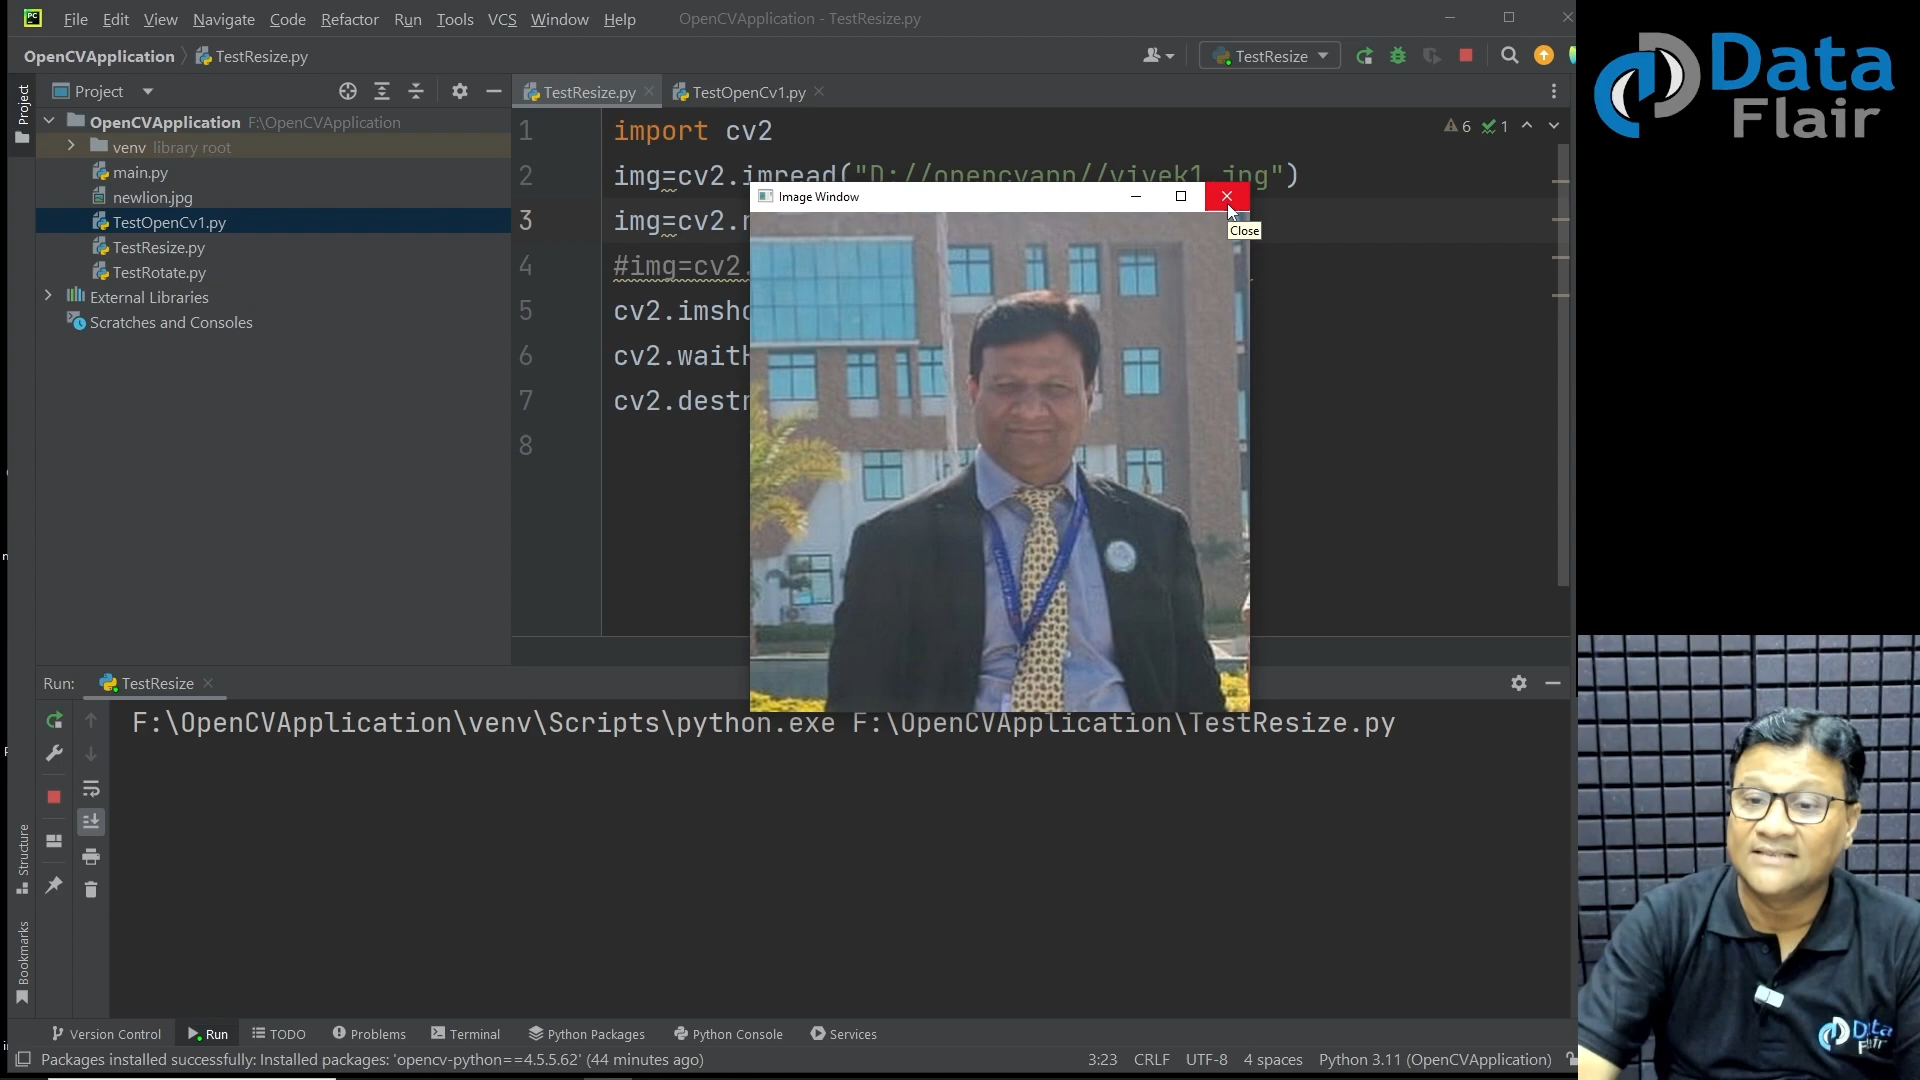 File Edit View Navigate Code Refactor Run Tools VCS Window Help OpenCVApplication - TestResize.py
OpenCVApplication TestResize.py
TestResize
Project
Project
TestResize.py
TestOpenCv1.py
OpenCVApplication F:\OpenCVApplication
venv library root
main.py
newlion.jpg
TestOpenCv1.py
TestResize.py
TestRotate.py
External Libraries
Scratches and Consoles
6 1
1 import cv2
2 img=cv2.imread("D://opencvapp//vivek1.jpg")
3 img=cv2.
4 #img=cv2.
5 cv2.imsho
6 cv2.wait
7 cv2.dest
8
Image Window
Close
Run: TestResize
F:\OpenCVApplication\venv\Scripts\python.exe F:\OpenCVApplication\TestResize.py
Structure
Bookmarks
Version Control Run TODO Problems Terminal Python Packages Python Console Services
Packages installed successfully: Installed packages: 'opencv-python==4.5.5.62' (44 minutes ago)
3:23 CRLF UTF-8 4 spaces Python 3.11 (OpenCVApplication)
Data
Flair
Data
Flair